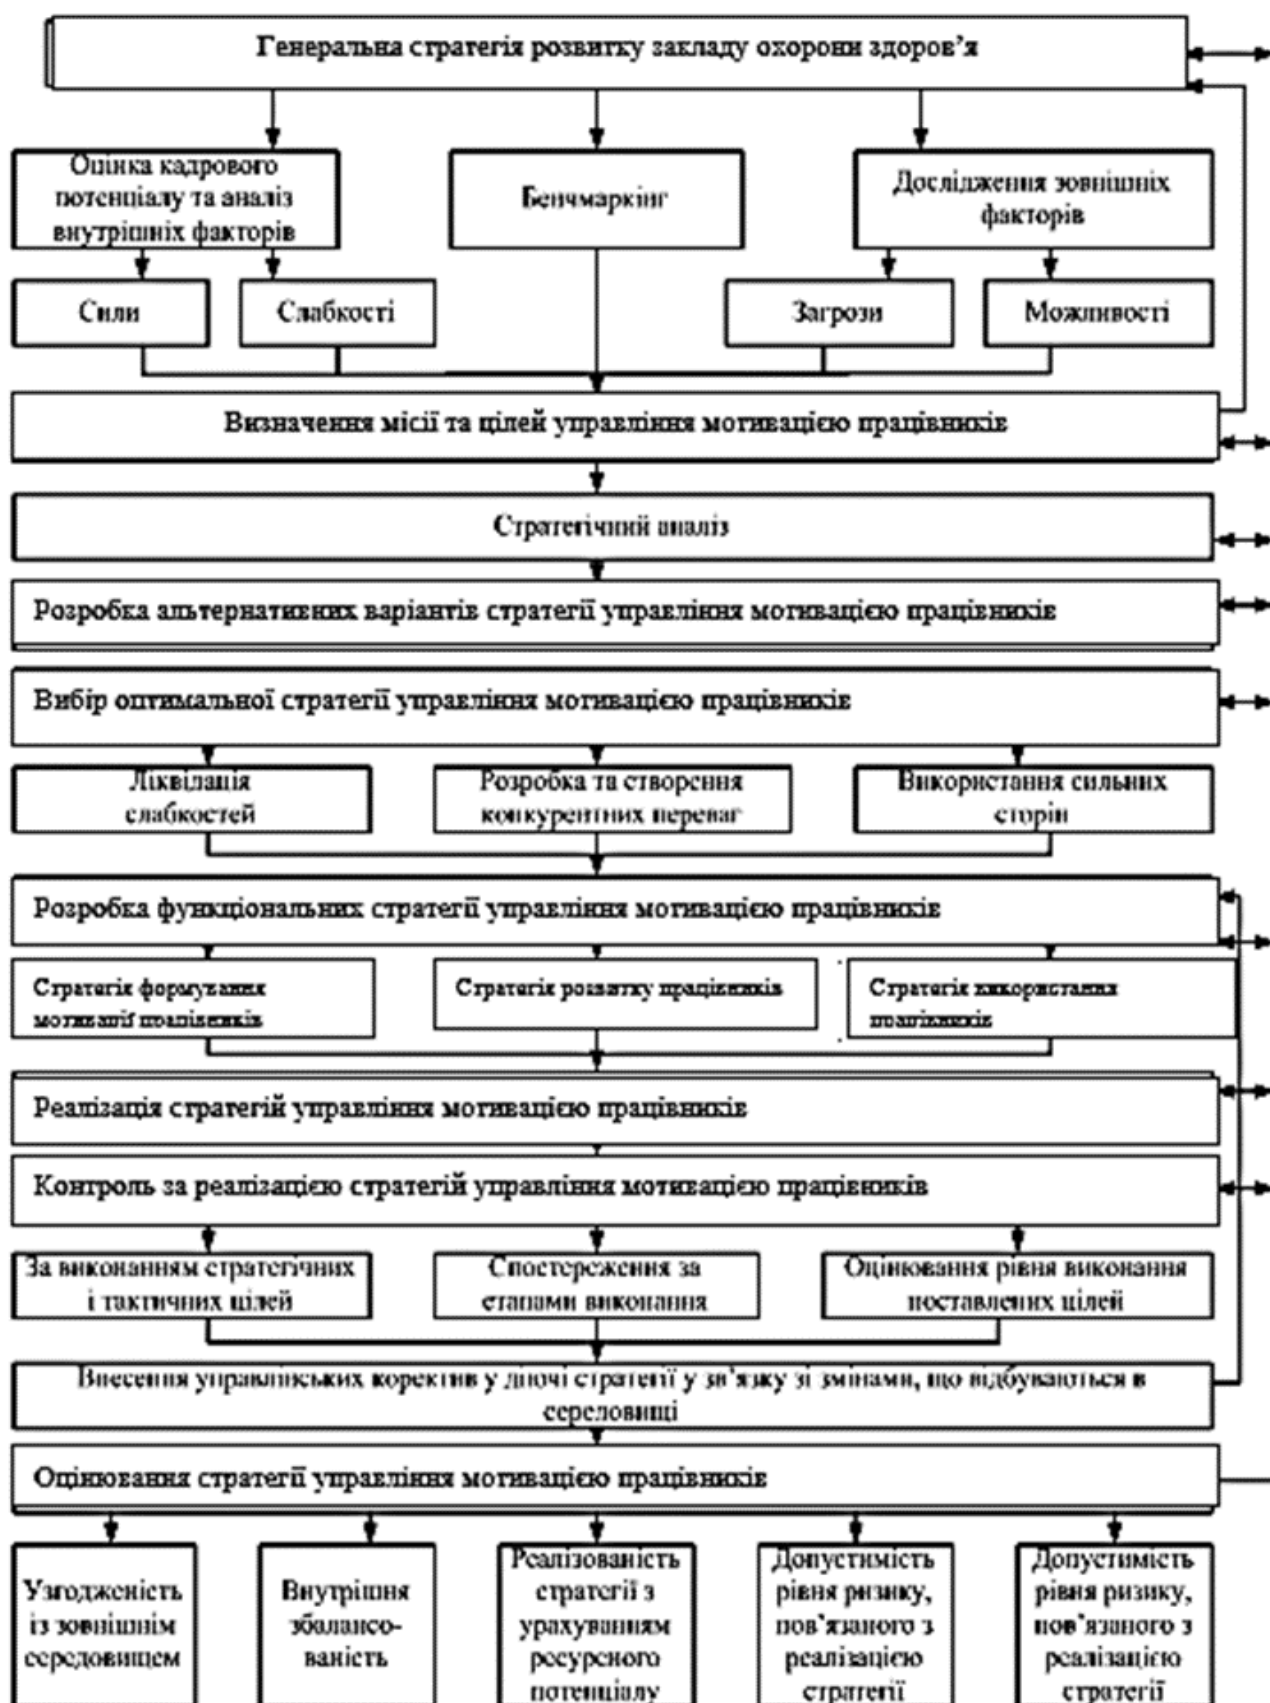 Генеральна стратегія розвитку закладу охорони здоров’я
Оцінка кадрового
потенціалу та аналіз
внутрішніх факторів
Бенчмаркінг
Дослідження зовнішніх
факторів
Сили
Слабкості
Загрози
Можливості
Визначення місії та цілей управління мотивацією працівників
Стратегічний аналіз
Розробка альтернативних варіантів стратегії управління мотивацією працівників
Вибір оптимальної стратегії управління мотивацією працівників
Ліквідація
слабкостей
Розробка та створення
конкурентних переваг
Використання сильних
сторін
Розробка функціональних стратегії управління мотивацією працівників
Стратегія формування
мотивації працівників
Стратегія розвитку працівників
Стратегія використання
працівників
Реалізація стратегій управління мотивацією працівників
Контроль за реалізацією стратегій управління мотивацією працівників
За виконанням стратегічних
і тактичних цілей
Спостереження за
етапами виконання
Оцінювання рівня виконання
поставлених цілей
Внесення управлінських коректив у діючі стратегії у зв’язку зі змінами, що відбуваються в
середовищі
Оцінювання стратегії управління мотивацією працівників
Узгодженість
із зовнішнім
середовищем
Внутрішня
збалансо-
ваність
Реалізованість
стратегії з
урахуванням
ресурсного
потенціалу
Допустимість
рівня ризику,
пов’язаного з
реалізацією
стратегії
Допустимість
рівня ризику,
пов’язаного з
реалізацією
стратегії